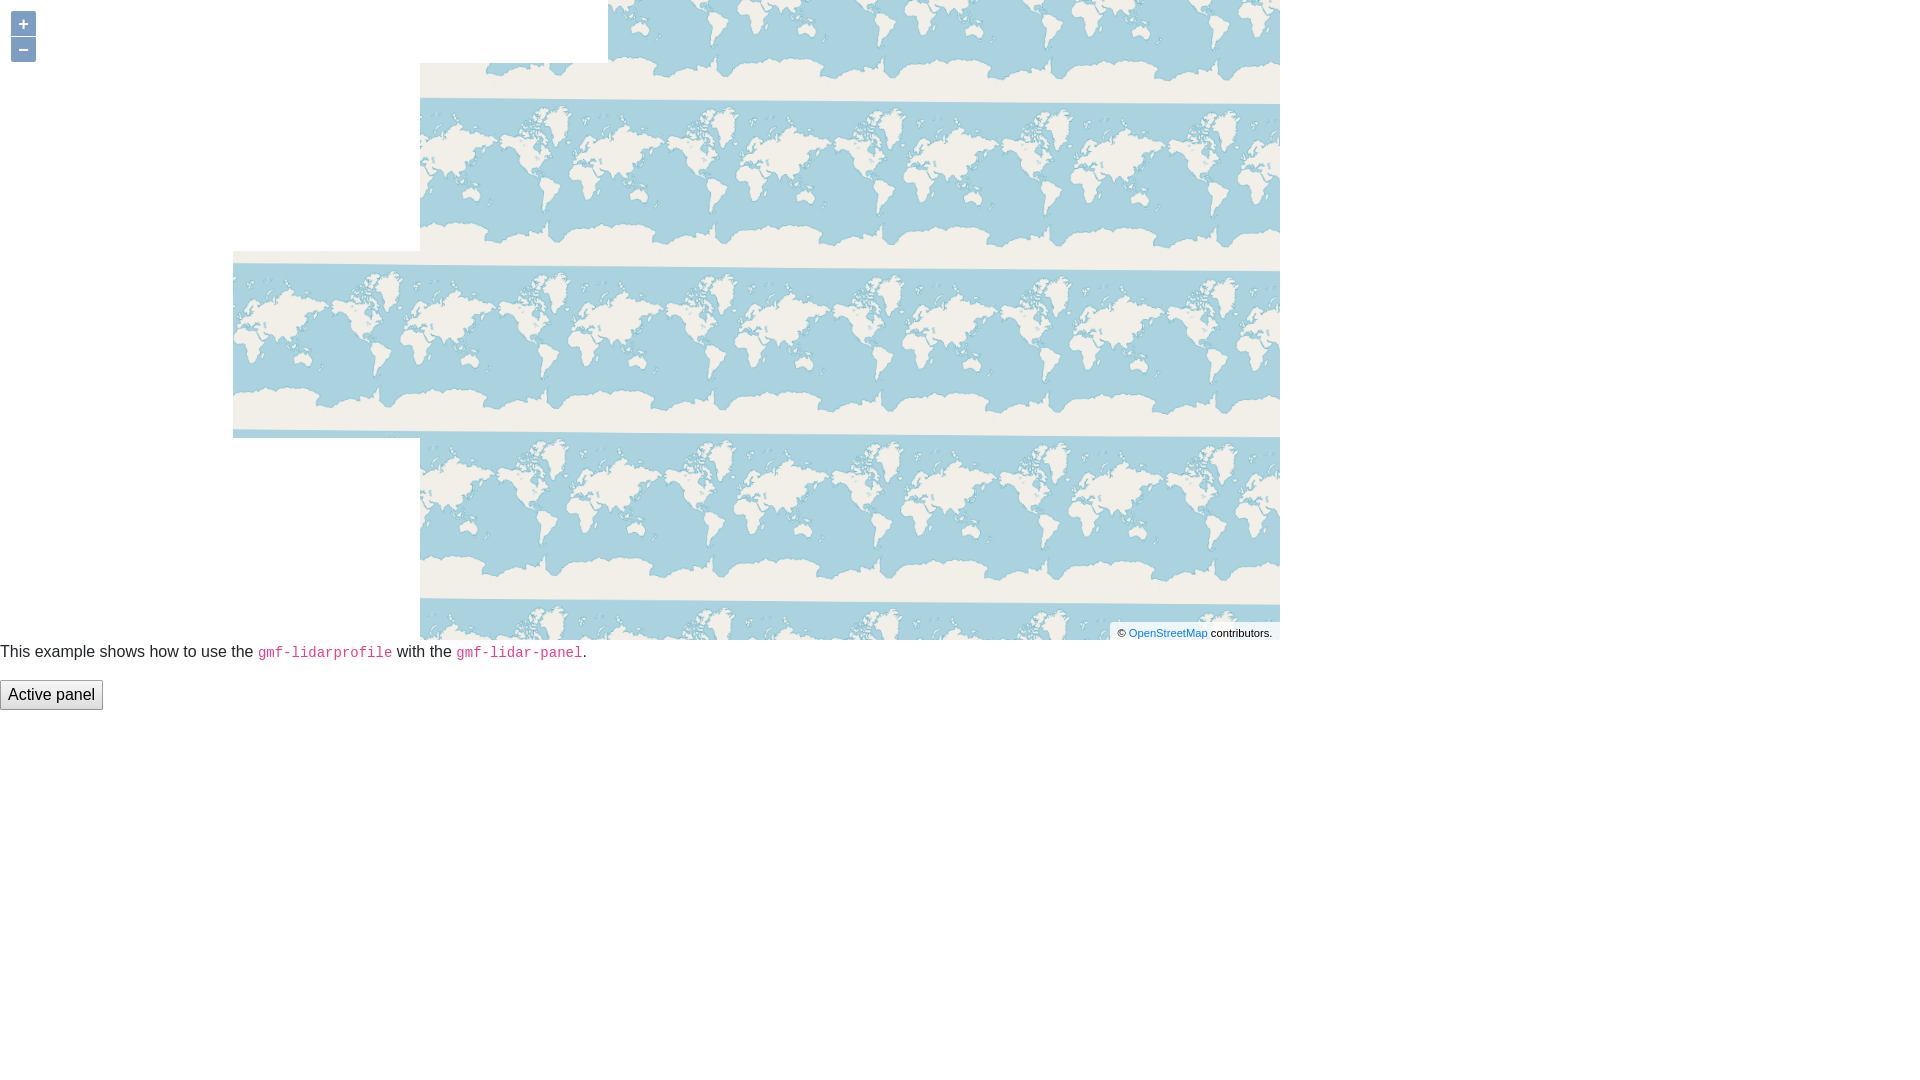 +
−
© OpenStreetMap contributors.
This example shows how to use the gmf-lidarprofile with the gmf-lidar-panel.
Active panel